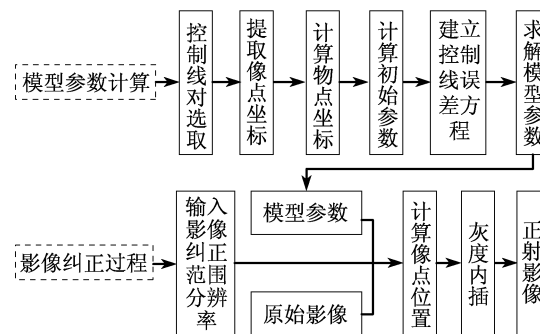 模型参数计算
控制线对选取
提取像点坐标
计算物点坐标
计算初始参数
建立控制线误差方程
求解模型参数
影像纠正过程
输入影像纠正范围分辨率
模型参数
原始影像
计算像点位置
灰度内插
正射影像